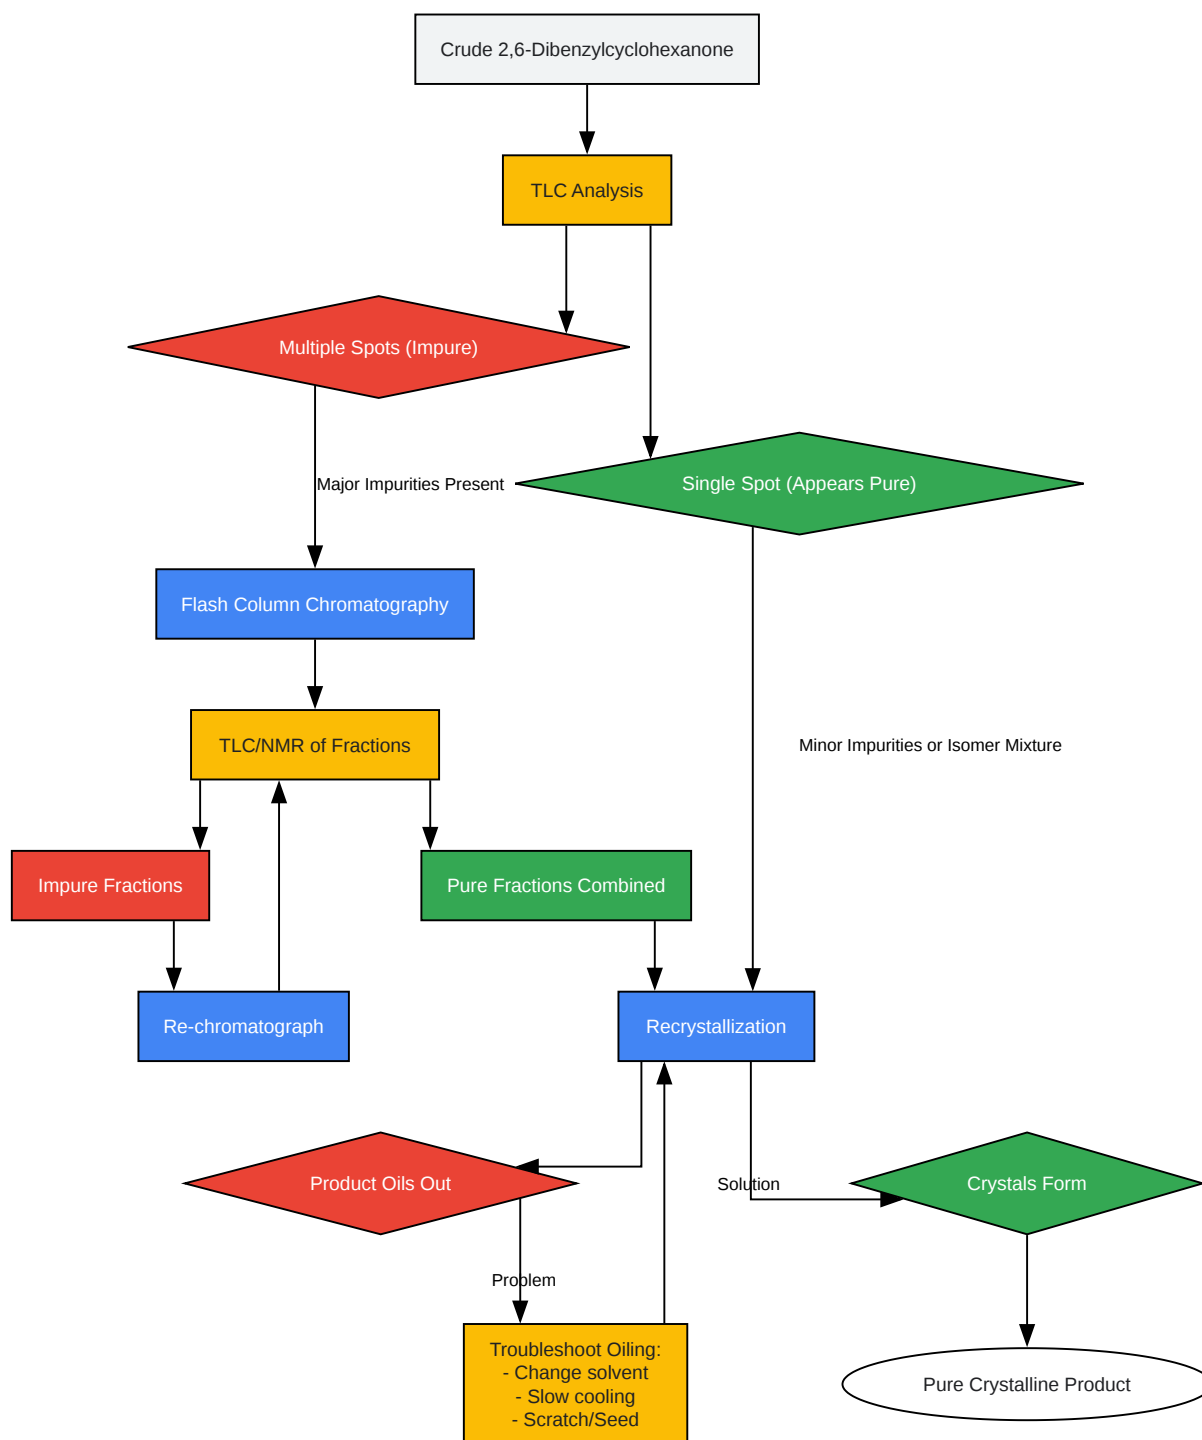 Crude 2,6-Dibenzylcyclohexanone
TLC Analysis
Multiple Spots (Impure)
Major Impurities Present
Single Spot (Appears Pure)
Flash Column Chromatography
TLC/NMR of Fractions
Minor Impurities or Isomer Mixture
Impure Fractions
Pure Fractions Combined
Re-chromatograph
Recrystallization
Product Oils Out
Solution
Crystals Form
Problem
Troubleshoot Oiling:
- Change solvent
- Slow cooling
- Scratch/Seed
Pure Crystalline Product